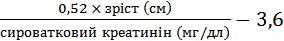 0,52 × зріст (см)
сироватковий креатинін (мг/дл) − 3,6